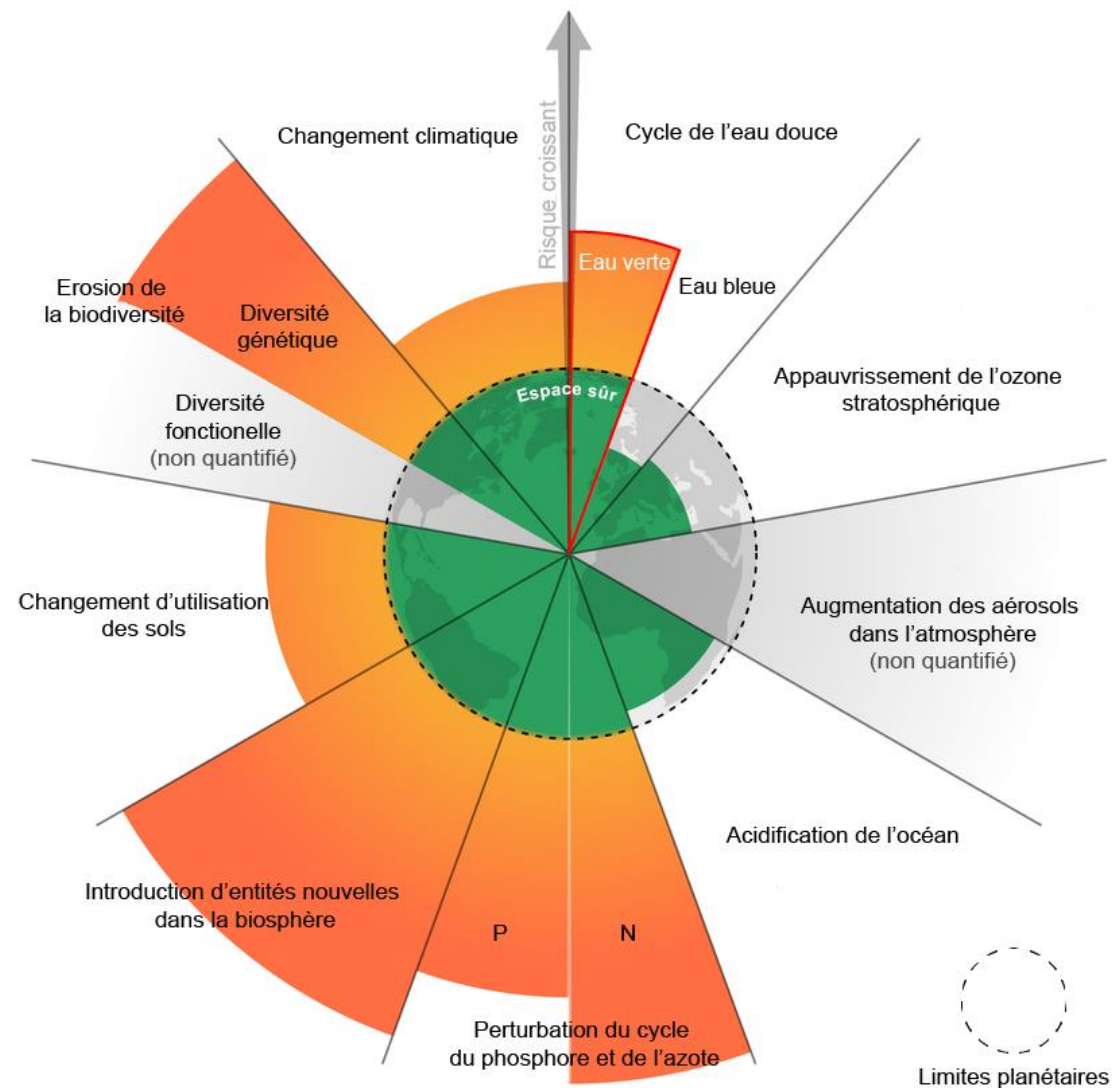 Risque croissant
Changement climatique
Cycle de l'eau douce
Eau verte
Eau bleue
Erosion de
la biodiversité
Diversité
génétique
Espace sûr
Appauvrissement de l'ozone
stratosphérique
Diversité
fonctionelle
(non quantifié)
Changement d'utilisation
des sols
Augmentation des aérosols
dans l'atmosphère
(non quantifié)
Acidification de l'océan
Introduction d'entités nouvelles
dans la biosphère
P
N
Perturbation du cycle
du phosphore et de l'azote
Limites planétaires